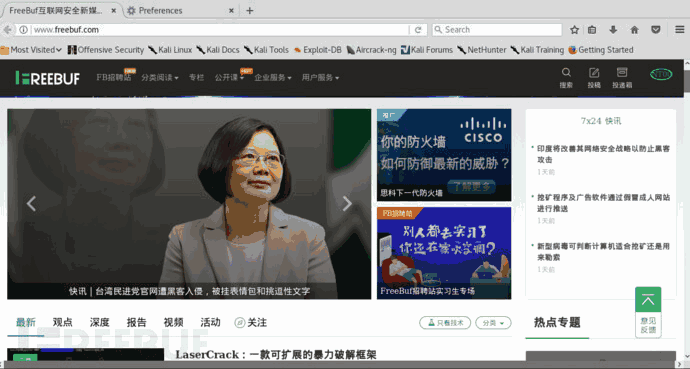 FreeBuf互联网安全新媒...
Preferences
www.freebuf.com
Search
Most Visited
Offensive Security
Kali Linux
Kali Docs
Kali Tools
Exploit-DB
Aircrack-ng
Kali Forums
NetHunter
Kali Training
Getting Started
REEBUF
FB招聘站
分类阅读
专栏
公开课
企业服务
用户服务
搜索
投稿
投递箱
CISCO
你的防火墙
如何防御最新的威胁?
了解更多
思科下一代防火墙
FB招聘站
别人都去实习了
你还在嗨吹空调?
FreeBuf招聘站实习生专场
快讯 | 台湾民进党官网遭黑客入侵，被挂表情包和挑逗性文字
7x24 快讯
印度将改善其网络安全战略以防止黑客
攻击
1天前
挖矿程序及广告软件通过假冒成人网站
进行推送
1天前
新型病毒可判断计算机适合挖矿还是用
来勒索
1天前
意见
反馈
最新
观点
深度
报告
视频
活动
关注
只看技术
分类
热点专题
LaserCrack：一款可扩展的暴力破解框架
REEBUF